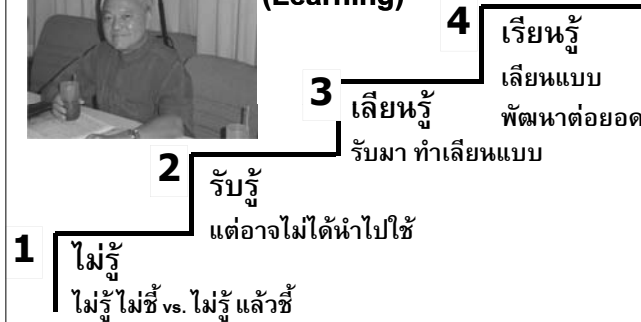 (Learning)
4
เรียนรู้
เลียนแบบ
พัฒนาต่อยอด
3
เลียนรู้
รับมา ทำเลียนแบบ
2
รับรู้
แต่อาจไม่ได้นำไปใช้
1
ไม่รู้
ไม่รู้ ไม่ชี้ vs. ไม่รู้ แล้วชี้